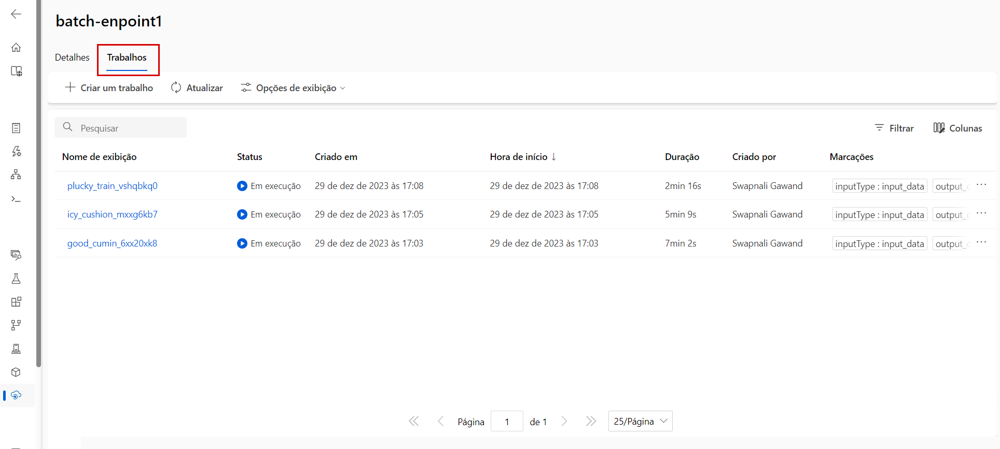 batch-enpoint1
Detalhes Trabalhos
Criar um trabalho Atualizar Opções de exibição
Pesquisar Filtrar Colunas
Nome de exibição Status Criado em Hora de início ↓ Duração Criado por Marcações
plucky_train_vshqbkq0 Em execução 29 de dez de 2023 às 17:08 29 de dez de 2023 às 17:08 2min 16s Swapnali Gawand inputType : input_data output_ ...
icy_cushion_mxxg6kb7 Em execução 29 de dez de 2023 às 17:05 29 de dez de 2023 às 17:05 5min 9s Swapnali Gawand inputType : input_data output_ ...
good_cumin_6xx20xk8 Em execução 29 de dez de 2023 às 17:03 29 de dez de 2023 às 17:03 7min 2s Swapnali Gawand inputType : input_data output_ ...
Página 1 de 1 25/Página